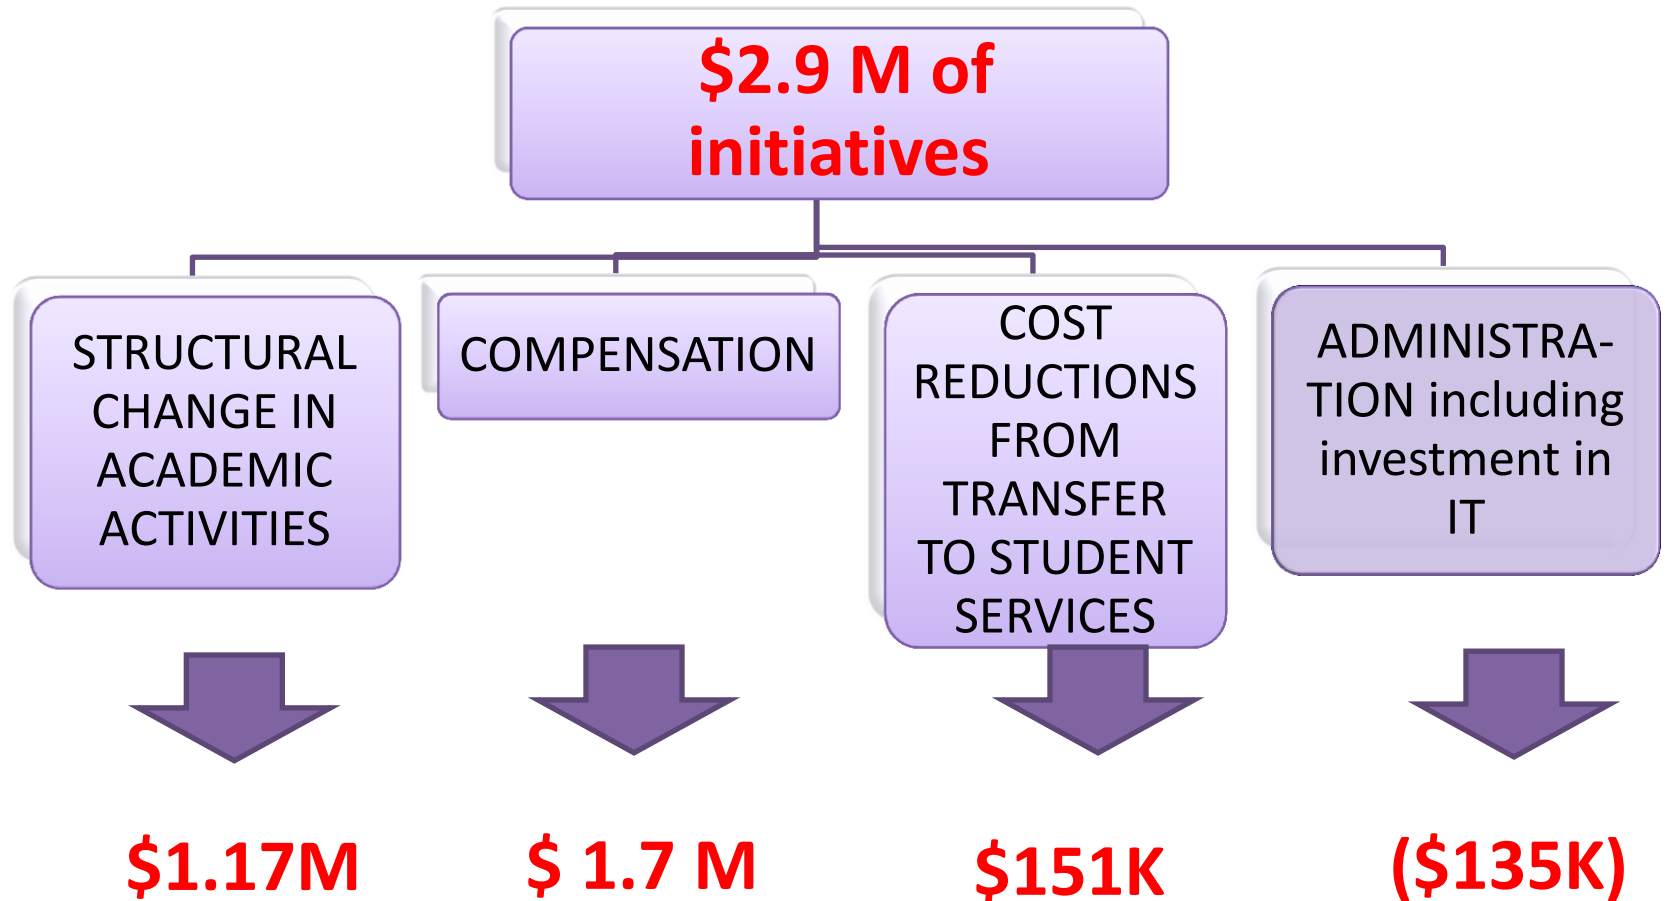 $2.9 M of
initiatives
STRUCTURAL
CHANGE IN
ACADEMIC
ACTIVITIES
COMPENSATION
COST
REDUCTIONS
FROM
TRANSFER
TO STUDENT
SERVICES
ADMINISTRA-
TION including
investment in
IT
$1.17M
$ 1.7 M
$151K
($135K)